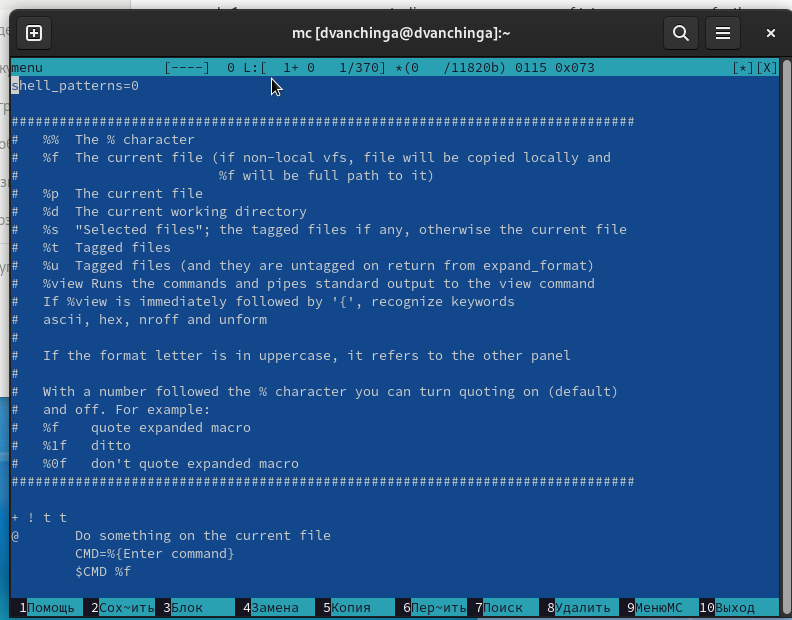 mc [dvanchinga@dvanchinga]:~
menu [----] 0 L:[ 1+ 0 1/370] *(0 /11820b) 0115 0x073 [*][X]
shell_patterns=0
##############################################################################
# %% The % character
# %f The current file (if non-local vfs, file will be copied locally and
# %f will be full path to it)
# %p The current file
# %d The current working directory
# %s "Selected files"; the tagged files if any, otherwise the current file
# %t Tagged files
# %u Tagged files (and they are untagged on return from expand_format)
# %view Runs the commands and pipes standard output to the view command
# If %view is immediately followed by '{', recognize keywords
# ascii, hex, nroff and unform
#
# If the format letter is in uppercase, it refers to the other panel
#
# With a number followed the % character you can turn quoting on (default)
# and off. For example:
# %f quote expanded macro
# %1f ditto
# %0f don't quote expanded macro
##############################################################################
+ ! t t
@ Do something on the current file
CMD=%{Enter command}
$CMD %f
1Помощь 2Сох~ить 3Блок 4Замена 5Копия 6Пер~ить 7Поиск 8Удалить 9МенюMC 10Выход